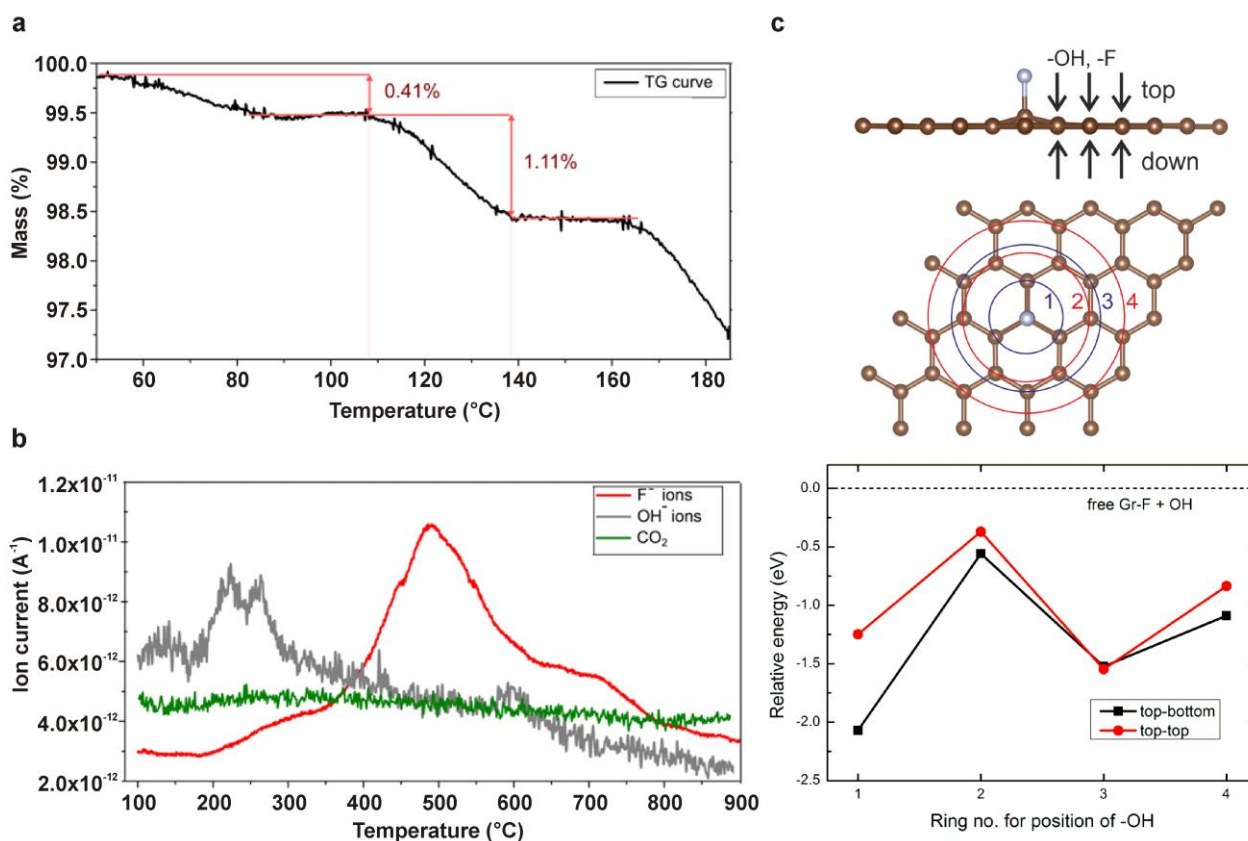 a
100.0
99.5
99.0
98.5
98.0
97.5
97.0
Mass (%)
0.41%
1.11%
TG curve
60 80 100 120 140 160 180
Temperature (°C)
b
1.2x10⁻¹¹
1.0x10⁻¹¹
8.0x10⁻¹²
6.0x10⁻¹²
4.0x10⁻¹²
2.0x10⁻¹²
Ion current (A⁻¹)
F⁻ ions
OH⁻ ions
CO₂
100 200 300 400 500 600 700 800 900
Temperature (°C)
c
-OH, -F
top
down
1 2 3 4
0.0
-0.5
-1.0
-1.5
-2.0
-2.5
Relative energy (eV)
free Gr-F + OH
top-bottom
top-top
1 2 3 4
Ring no. for position of -OH